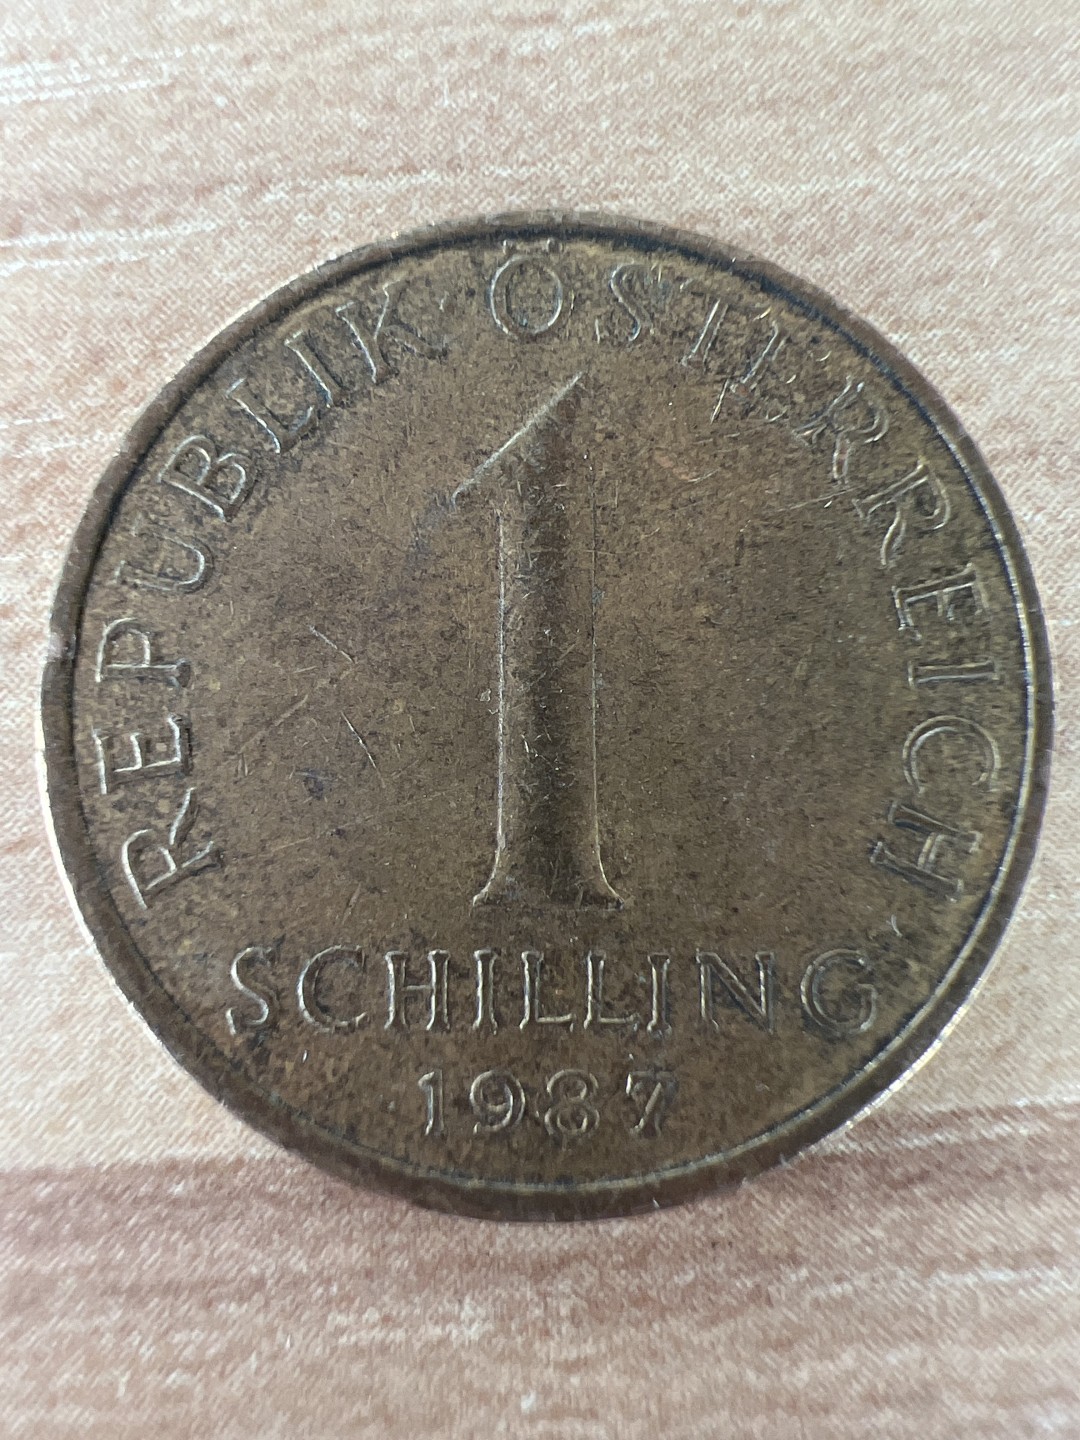 REPUBLIK·ÖSTERREICH
1
SCHILLING
1987